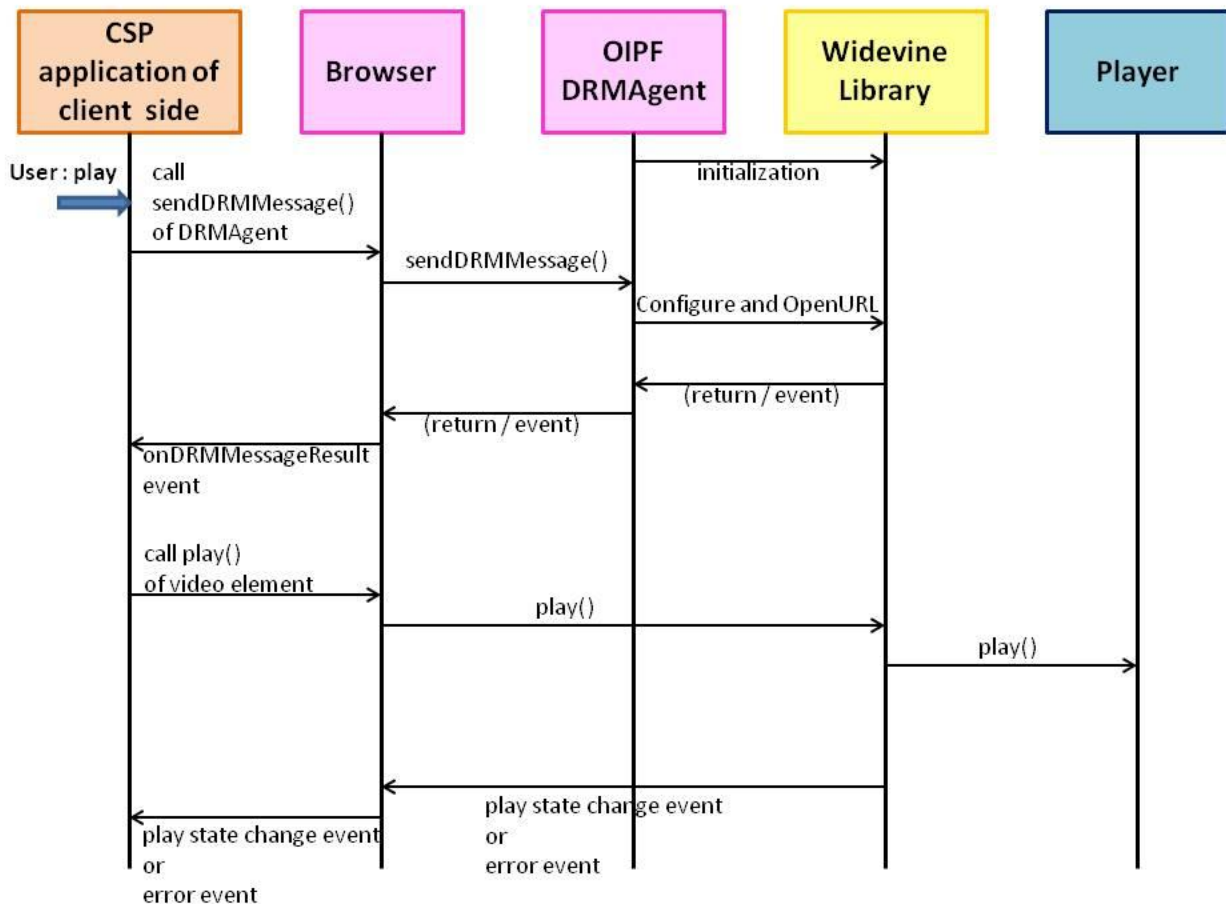 CSP
application of
client side
Browser
OIPF
DRMAgent
Widevine
Library
Player
User : play
call
sendDRMMessage()
of DRMAgent
initialization
sendDRMMessage()
Configure and OpenURL
(return / event)
(return / event)
onDRMMessageResult
event
call play()
of video element
play()
play()
play state change event
or
error event
play state change event
or
error event